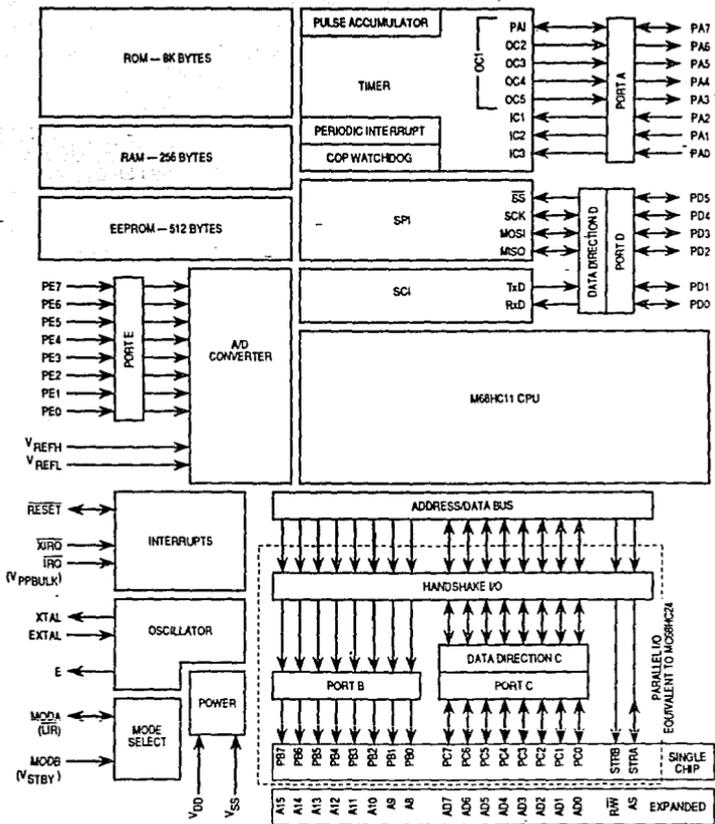 ROM — 8K BYTES
RAM — 256 BYTES
EEPROM — 512 BYTES
PULSE ACCUMULATOR
TIMER
PERIODIC INTERRUPT
COP WATCHDOG
OC1
PAI
OC2
OC3
OC4
OC5
IC1
IC2
IC3
PORT A
PA7
PA6
PA5
PA4
PA3
PA2
PA1
PA0
SPI
SS
SCK
MOSI
MISO
SCI
TxD
RxD
DATA DIRECTION D
PORT D
PD5
PD4
PD3
PD2
PD1
PD0
PE7
PE6
PE5
PE4
PE3
PE2
PE1
PE0
PORT E
A/D
CONVERTER
VREFH
VREFL
M68HC11 CPU
RESET
XIRQ
IRQ
(VPPBULK)
INTERRUPTS
XTAL
EXTAL
E
OSCILLATOR
MODA
(LIR)
MODB
(VSTBY)
MODE
SELECT
POWER
VDD
VSS
ADDRESS/DATA BUS
HANDSHAKE I/O
DATA DIRECTION C
PORT B
PORT C
PARALLEL I/O
EQUIVALENT TO MC68HC24
PB7 PB6 PB5 PB4 PB3 PB2 PB1 PB0 PC7 PC6 PC5 PC4 PC3 PC2 PC1 PC0 STRB STRA
SINGLE
CHIP
A15 A14 A13 A12 A11 A10 A9 A8 AD7 AD6 AD5 AD4 AD3 AD2 AD1 AD0 R/W AS
EXPANDED